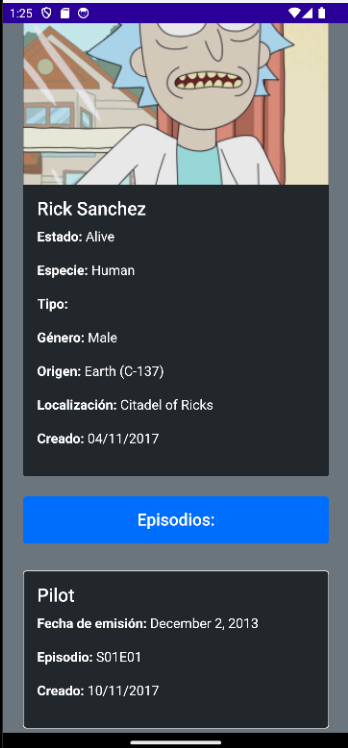 1:25
Rick Sanchez
Estado: Alive
Especie: Human
Tipo:
Género: Male
Origen: Earth (C-137)
Localización: Citadel of Ricks
Creado: 04/11/2017
Episodios:
Pilot
Fecha de emisión: December 2, 2013
Episodio: S01E01
Creado: 10/11/2017